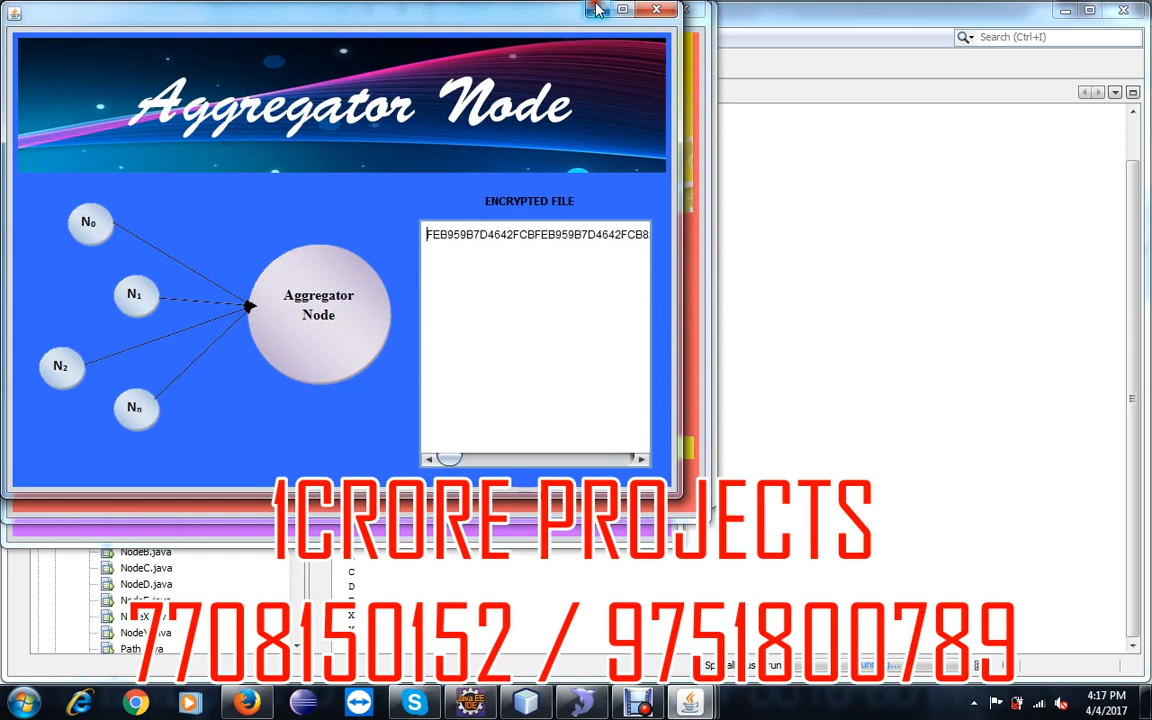 Search (Ctrl+I)
Aggregator Node
ENCRYPTED FILE
N0
FEB959B7D4642FCBFEB959B7D4642FCB8
N1
Aggregator
Node
N2
Nn
1CRORE PROJECTS
NodeB.java
NodeC.java
C
NodeD.java
D
7708150152 / 9751800789
NodeY.java
Path.java
run
4:17 PM
4/4/2017